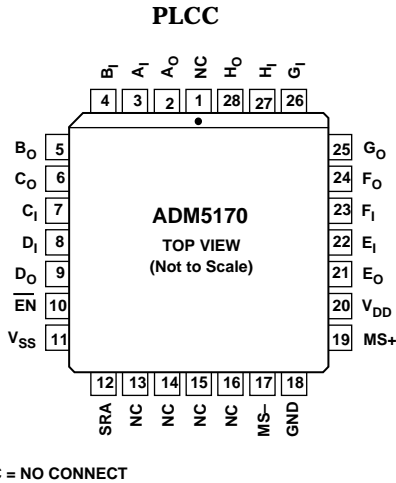 PLCC
B_I A_I A_O NC H_O H_I G_I
4 3 2 1 28 27 26
B_O 5
C_O 6
C_I 7
D_I 8
D_O 9
E̅N̅ 10
V_SS 11
25 G_O
24 F_O
23 F_I
22 E_I
21 E_O
20 V_DD
19 MS+
ADM5170
TOP VIEW
(Not to Scale)
12 13 14 15 16 17 18
SRA NC NC NC NC MS– GND
= NO CONNECT